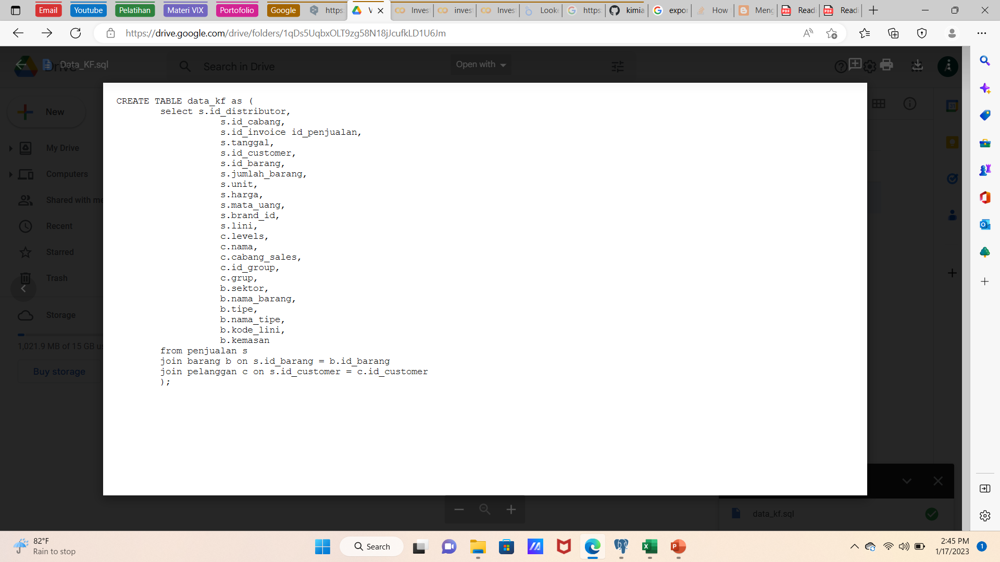 Email
Youtube
Pelatihan
Materi VIX
Portofolio
Google
https:
V
Inves
inves
Inves
Looke
https:
kimia
expor
How
Meng
Read
Readi
https://drive.google.com/drive/folders/1qDs5UqbxOLT9zg58N18jJcufkLD1U6Jm
Data_KF.sql
Drive
Search in Drive
Open with
New
My Drive
Computers
Shared with me
Recent
Starred
Trash
Storage
1,021.9 MB of 15 GB us
Buy storage
CREATE TABLE data_kf as (
select s.id_distributor,
s.id_cabang,
s.id_invoice id_penjualan,
s.tanggal,
s.id_customer,
s.id_barang,
s.jumlah_barang,
s.unit,
s.harga,
s.mata_uang,
s.brand_id,
s.lini,
c.levels,
c.nama,
c.cabang_sales,
c.id_group,
c.grup,
b.sektor,
b.nama_barang,
b.tipe,
b.nama_tipe,
b.kode_lini,
b.kemasan
from penjualan s
join barang b on s.id_barang = b.id_barang
join pelanggan c on s.id_customer = c.id_customer
);
31
data_kf.sql
82°F
Rain to stop
Search
2:45 PM
1/17/2023
1